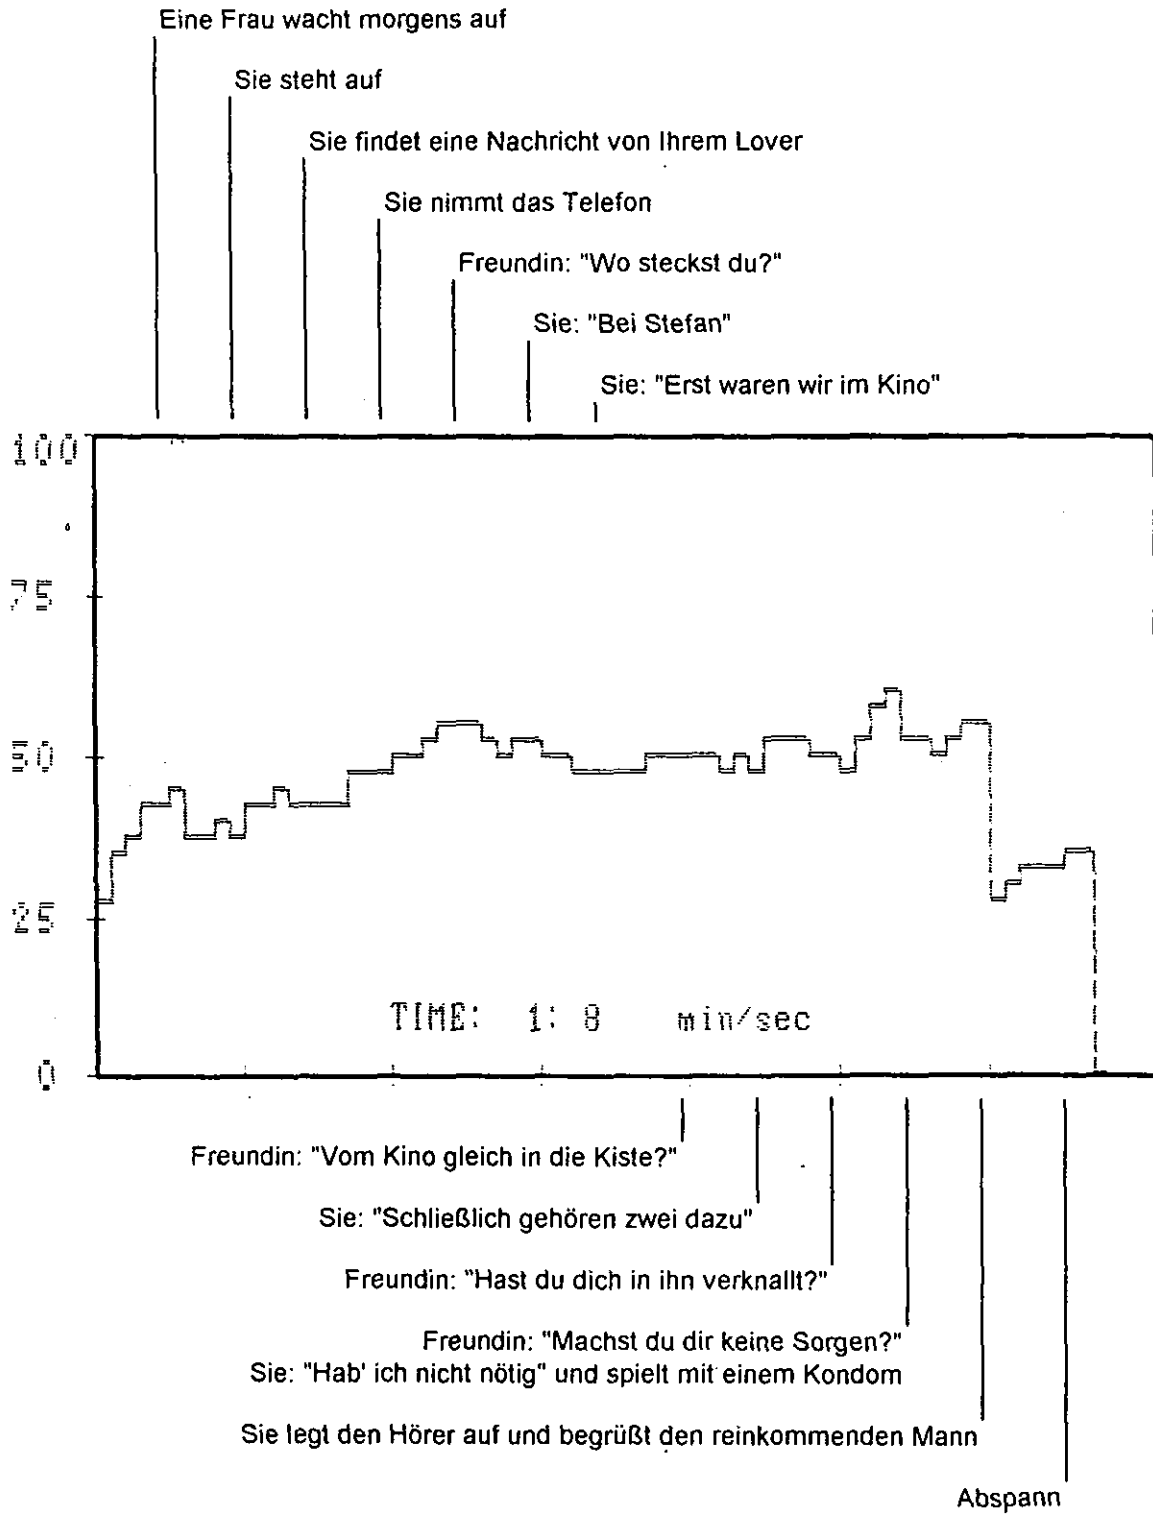 Eine Frau wacht morgens auf
Sie steht auf
Sie findet eine Nachricht von Ihrem Lover
Sie nimmt das Telefon
Freundin: "Wo steckst du?"
Sie: "Bei Stefan"
Sie: "Erst waren wir im Kino"
100
75
50
25
TIME: 1: 8 min/sec
0
Freundin: "Vom Kino gleich in die Kiste?"
Sie: "Schließlich gehören zwei dazu"
Freundin: "Hast du dich in ihn verknallt?"
Freundin: "Machst du dir keine Sorgen?"
Sie: "Hab' ich nicht nötig" und spielt mit einem Kondom
Sie legt den Hörer auf und begrüßt den reinkommenden Mann
Abspann